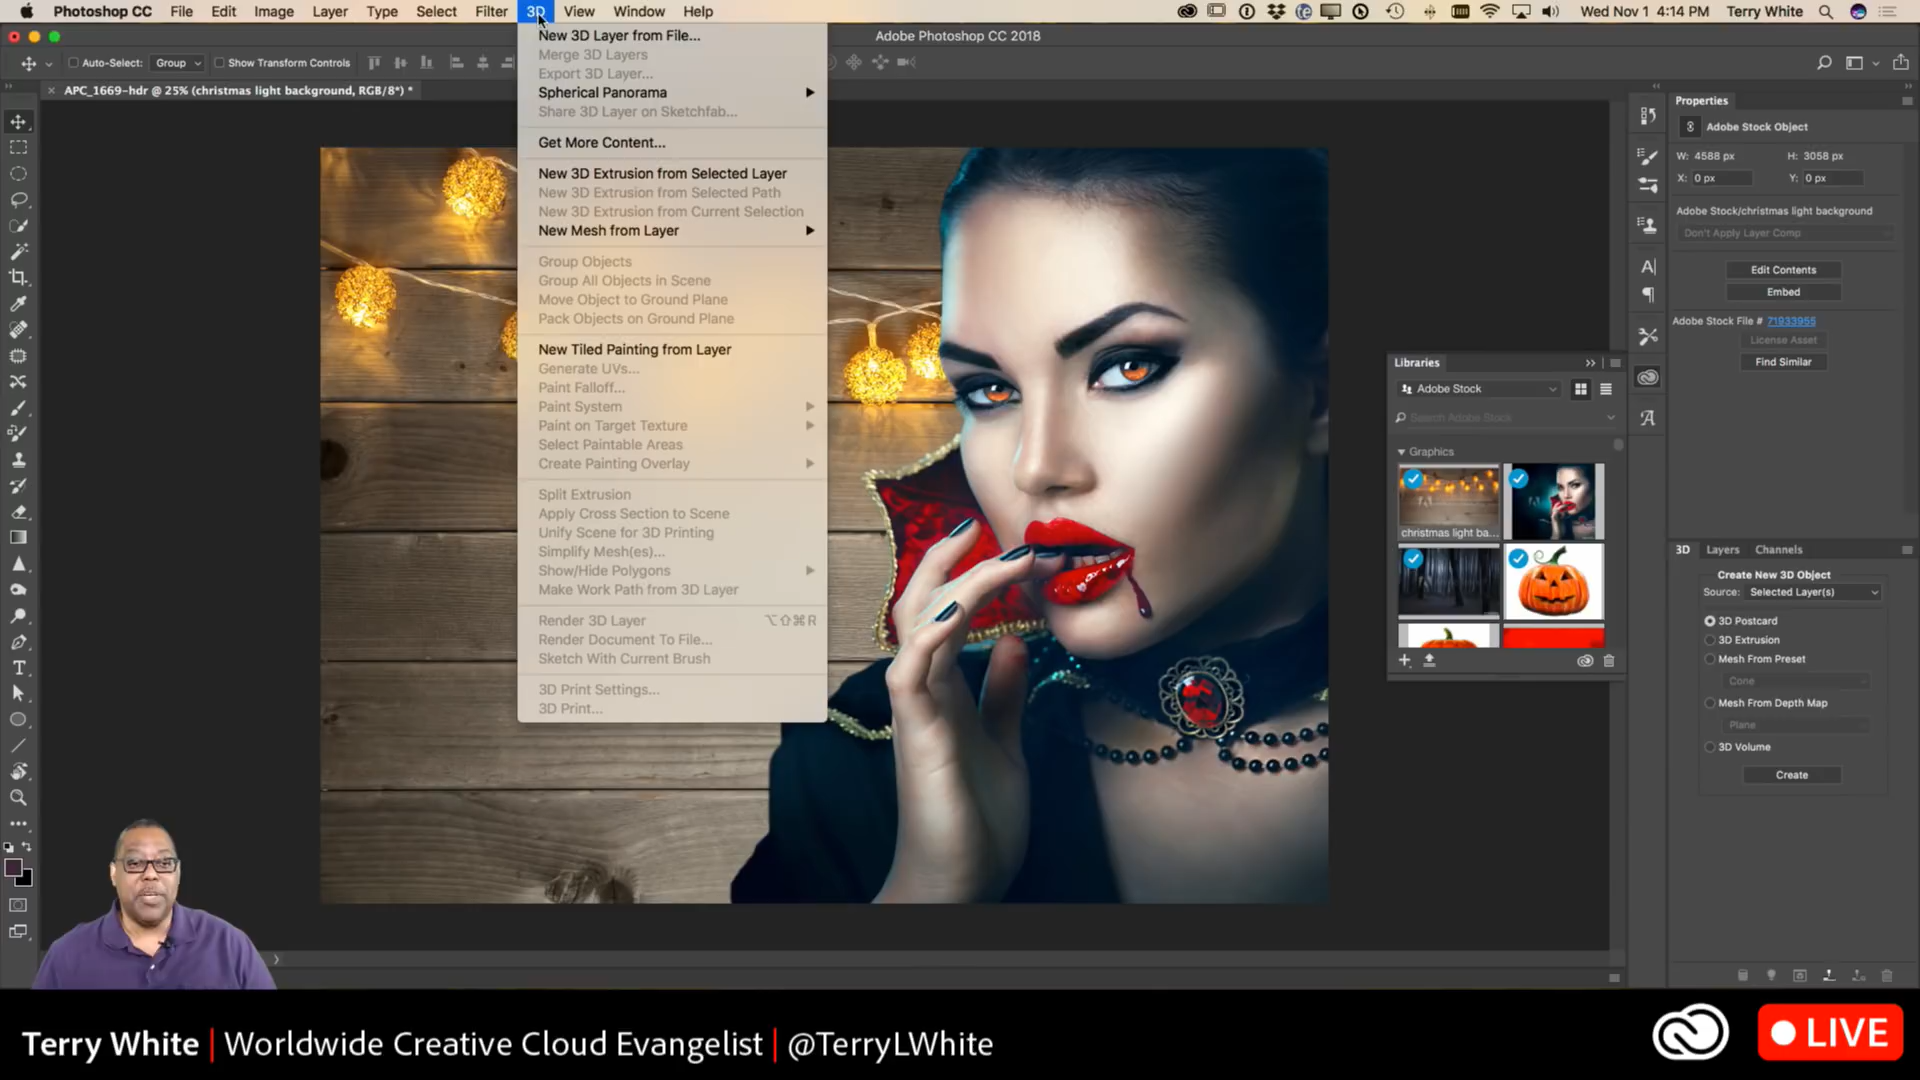 Photoshop CC File Edit Image Layer Type Select Filter 3D View Window Help
Wed Nov 1 4:14 PM Terry White
Adobe Photoshop CC 2018
Auto-Select: Group Show Transform Controls
APC_1669-hdr @ 25% (christmas light background, RGB/8*) *
New 3D Layer from File...
Merge 3D Layers
Export 3D Layer...
Spherical Panorama
Share 3D Layer on Sketchfab...
Get More Content...
New 3D Extrusion from Selected Layer
New 3D Extrusion from Selected Path
New 3D Extrusion from Current Selection
New Mesh from Layer
Group Objects
Group All Objects in Scene
Move Object to Ground Plane
Pack Objects on Ground Plane
New Tiled Painting from Layer
Generate UVs...
Paint Falloff...
Paint System
Paint on Target Texture
Select Paintable Areas
Create Painting Overlay
Split Extrusion
Apply Cross Section to Scene
Unify Scene for 3D Printing
Simplify Mesh(es)...
Show/Hide Polygons
Make Work Path from 3D Layer
Render 3D Layer ⌥⇧⌘R
Render Document To File...
Sketch With Current Brush
3D Print Settings...
3D Print...
Properties
Adobe Stock Object
W: 4588 px H: 3058 px
X: 0 px Y: 0 px
Adobe Stock/christmas light background
Don't Apply Layer Comp
Edit Contents
Embed
Adobe Stock File # 71933955
License Asset
Find Similar
Libraries
Adobe Stock
Search Adobe Stock
Graphics
christmas light ba...
3D Layers Channels
Create New 3D Object
Source: Selected Layer(s)
3D Postcard
3D Extrusion
Mesh From Preset
Cone
Mesh From Depth Map
Plane
3D Volume
Create
Terry White | Worldwide Creative Cloud Evangelist | @TerryLWhite
LIVE